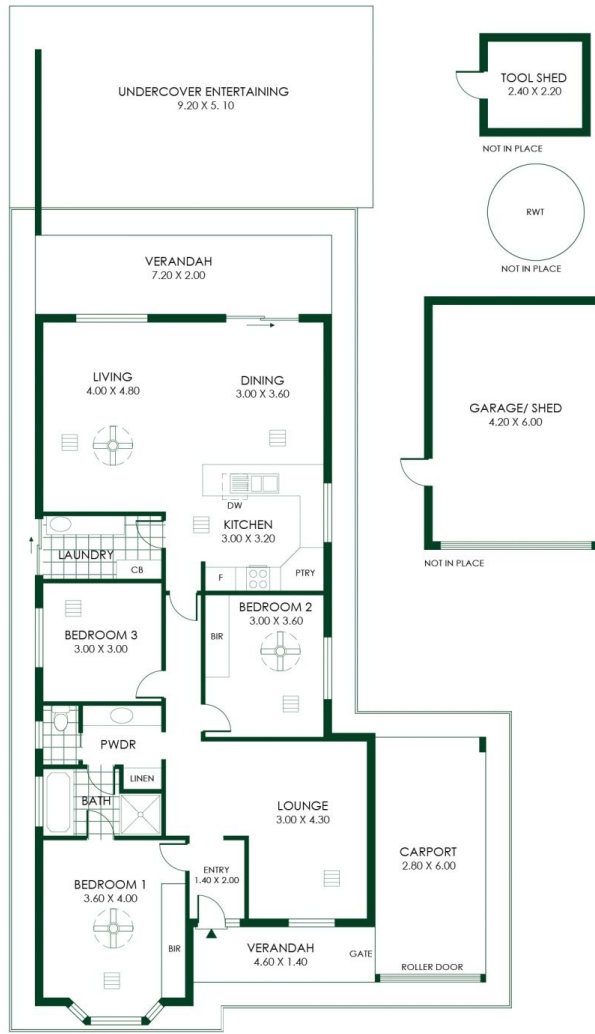 UNDERCOVER ENTERTAINING
9.20 X 5. 10
TOOL SHED
2.40 X 2.20
NOT IN PLACE
RWT
NOT IN PLACE
VERANDAH
7.20 X 2.00
LIVING
4.00 X 4.80
DINING
3.00 X 3.60
GARAGE/ SHED
4.20 X 6.00
NOT IN PLACE
DW
KITCHEN
3.00 X 3.20
LAUNDRY
CB
F
PTRY
BEDROOM 3
3.00 X 3.00
BIR
BEDROOM 2
3.00 X 3.60
PWDR
LINEN
BATH
LOUNGE
3.00 X 4.30
CARPORT
2.80 X 6.00
ENTRY
1.40 X 2.00
BEDROOM 1
3.60 X 4.00
BIR
VERANDAH
4.60 X 1.40
GATE
ROLLER DOOR